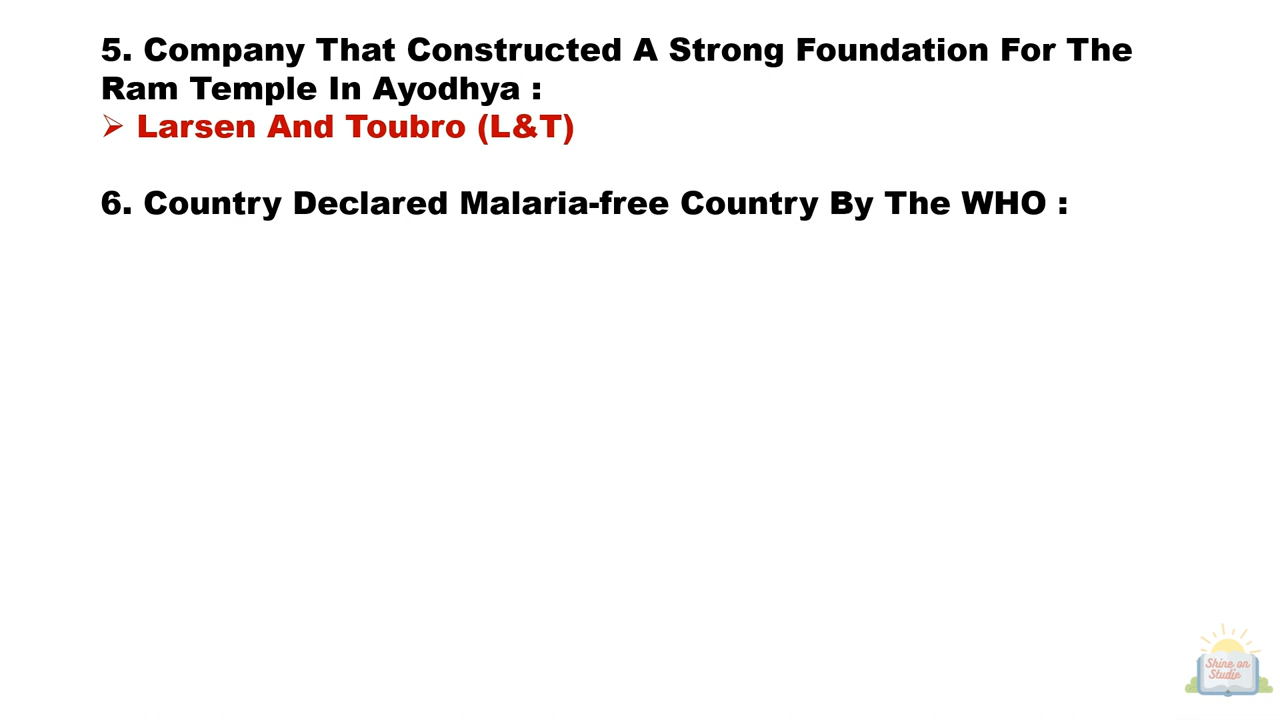 5. Company That Constructed A Strong Foundation For The
Ram Temple In Ayodhya :
➢ Larsen And Toubro (L&T)
6. Country Declared Malaria-free Country By The WHO :
Shine on
Studio